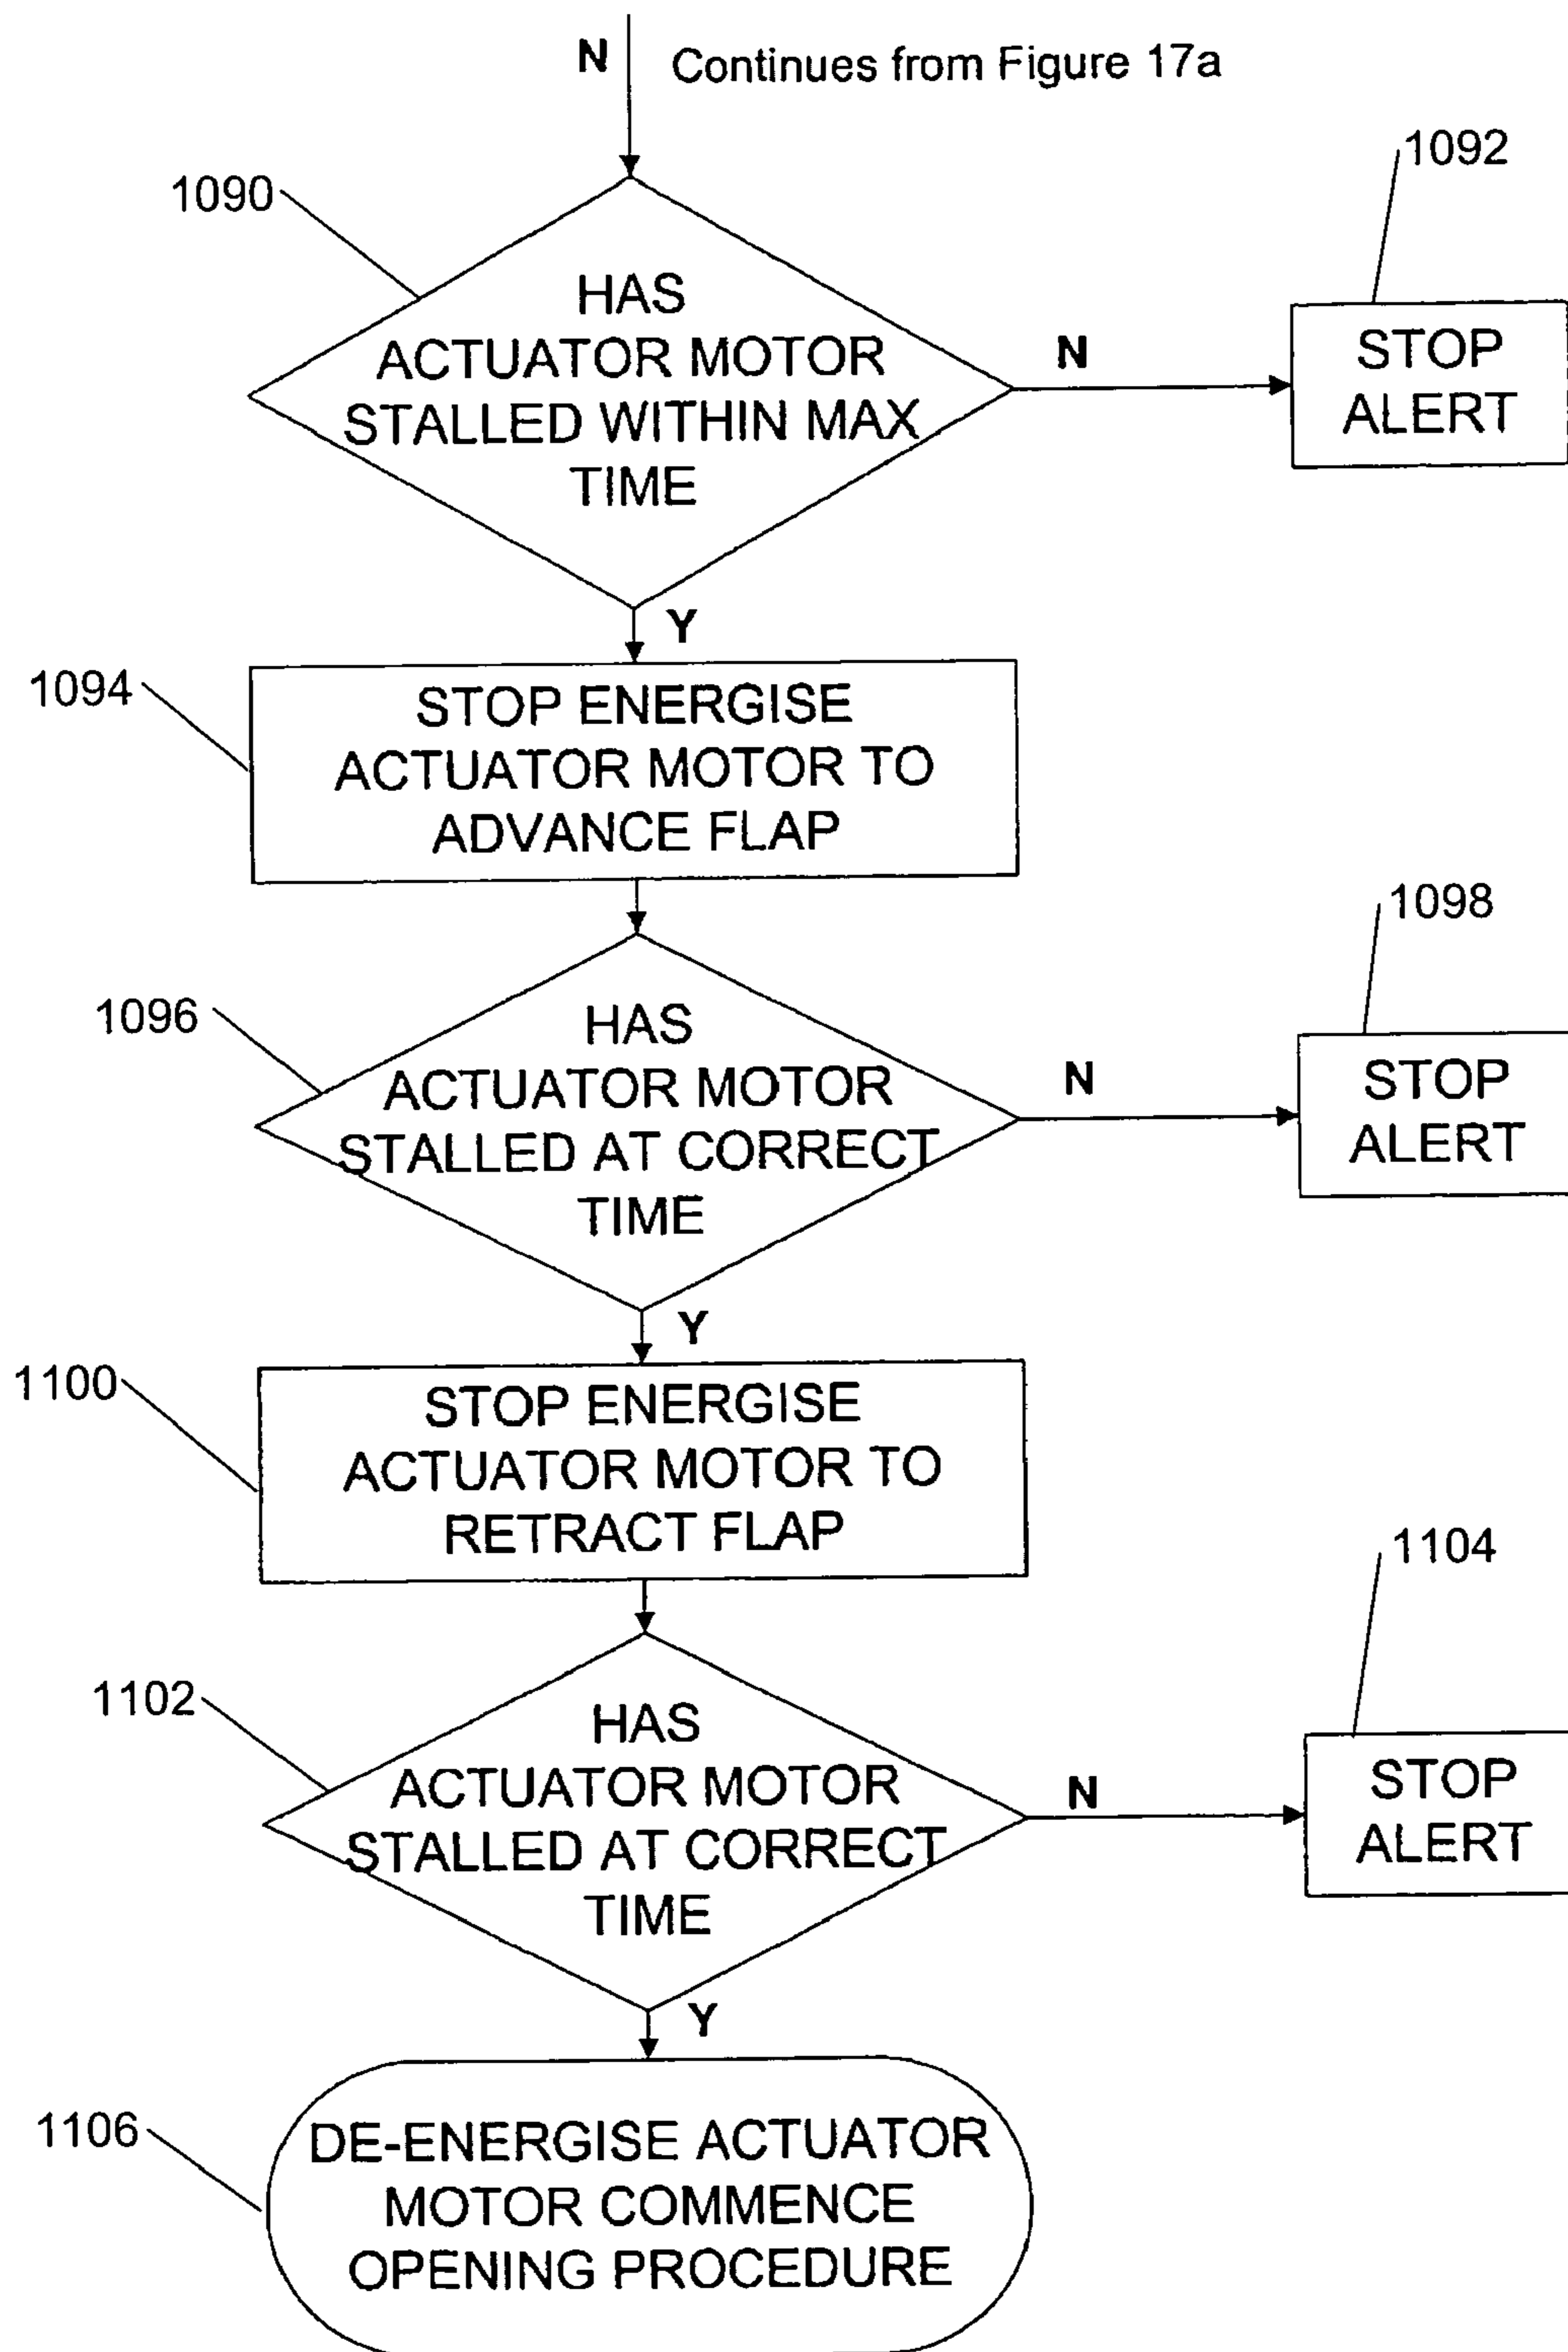 N
Continues from Figure 17a
1090
1092
HAS
ACTUATOR MOTOR
STALLED WITHIN MAX
TIME
N
STOP
ALERT
Y
1094
STOP ENERGISE
ACTUATOR MOTOR TO
ADVANCE FLAP
1096
1098
HAS
ACTUATOR MOTOR
STALLED AT CORRECT
TIME
N
STOP
ALERT
Y
1100
STOP ENERGISE
ACTUATOR MOTOR TO
RETRACT FLAP
1102
1104
HAS
ACTUATOR MOTOR
STALLED AT CORRECT
TIME
N
STOP
ALERT
Y
1106
DE-ENERGISE ACTUATOR
MOTOR COMMENCE
OPENING PROCEDURE